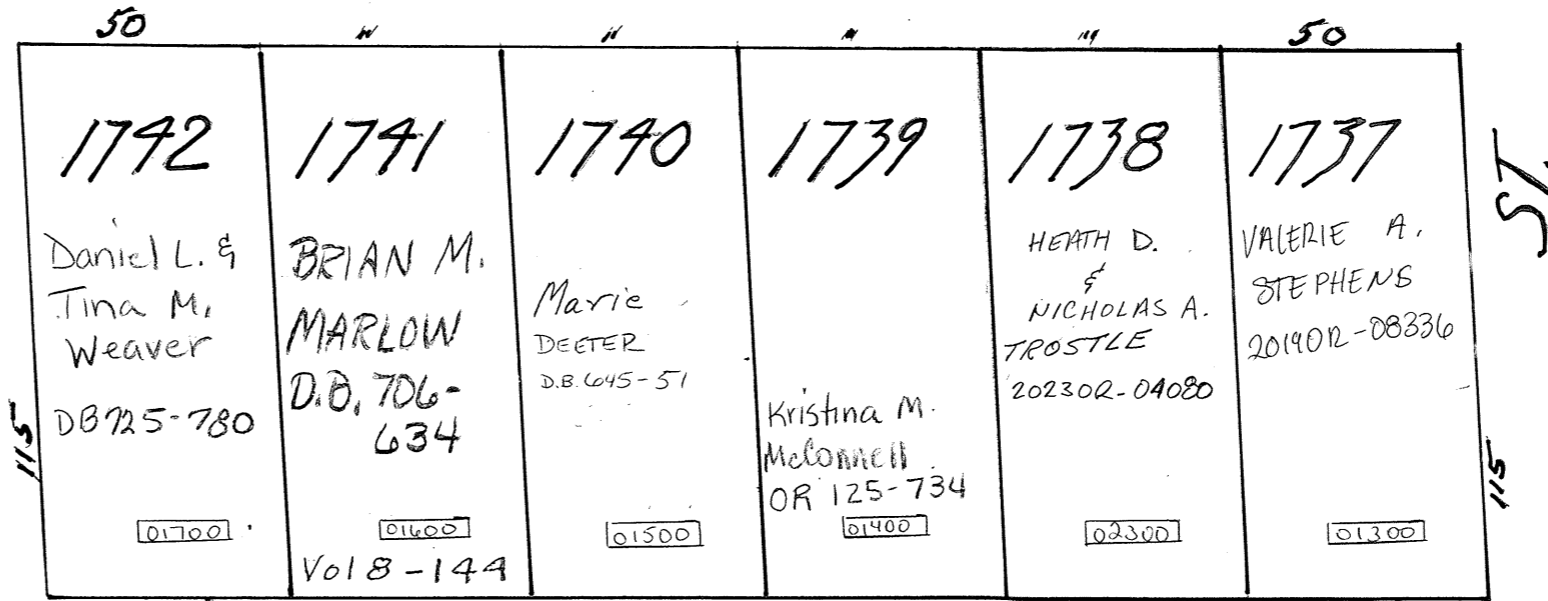 50 " " " " 50
1742
Daniel L. &
Tina M.
Weaver
DB 725-780
01700
1741
BRIAN M.
MARLOW
D.B. 706-
634
01600
Vol 8-144
1740
Marie
DEETER
D.B. 645-51
01500
1739
Kristina M.
McConnell
OR 125-734
01400
1738
HEATH D.
&
NICHOLAS A.
TROSTLE
2023OR-04080
02300
1737
VALERIE A.
STEPHENS
2019OR-08336
01300
115
115
ST.